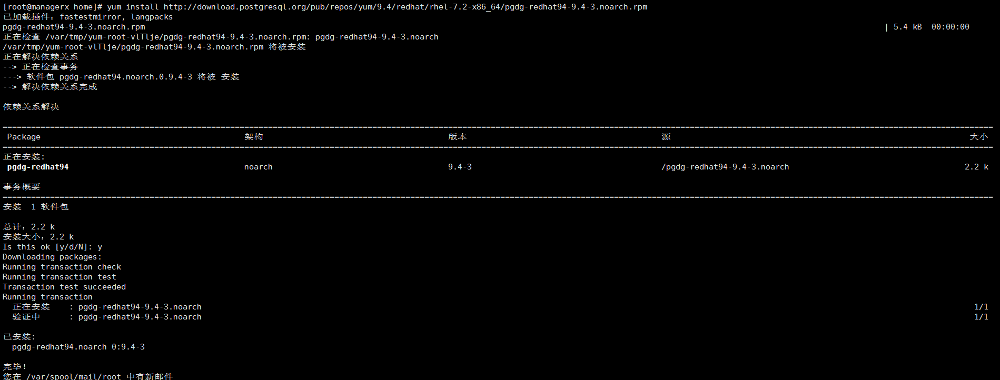 [root@managerx home]# yum install http://download.postgresql.org/pub/repos/yum/9.4/redhat/rhel-7.2-x86_64/pgdg-redhat94-9.4-3.noarch.rpm
已加载插件：fastestmirror, langpacks
pgdg-redhat94-9.4-3.noarch.rpm | 5.4 kB 00:00:00
正在检查 /var/tmp/yum-root-vlTlje/pgdg-redhat94-9.4-3.noarch.rpm: pgdg-redhat94-9.4-3.noarch
/var/tmp/yum-root-vlTlje/pgdg-redhat94-9.4-3.noarch.rpm 将被安装
正在解决依赖关系
--> 正在检查事务
---> 软件包 pgdg-redhat94.noarch.0.9.4-3 将被 安装
--> 解决依赖关系完成
依赖关系解决
Package 架构 版本 源 大小
正在安装:
pgdg-redhat94 noarch 9.4-3 /pgdg-redhat94-9.4-3.noarch 2.2 k
事务概要
安装 1 软件包
总计：2.2 k
安装大小：2.2 k
Is this ok [y/d/N]: y
Downloading packages:
Running transaction check
Running transaction test
Transaction test succeeded
Running transaction
正在安装 : pgdg-redhat94-9.4-3.noarch 1/1
验证中 : pgdg-redhat94-9.4-3.noarch 1/1
已安装:
pgdg-redhat94.noarch 0:9.4-3
完毕！
您在 /var/spool/mail/root 中有新邮件